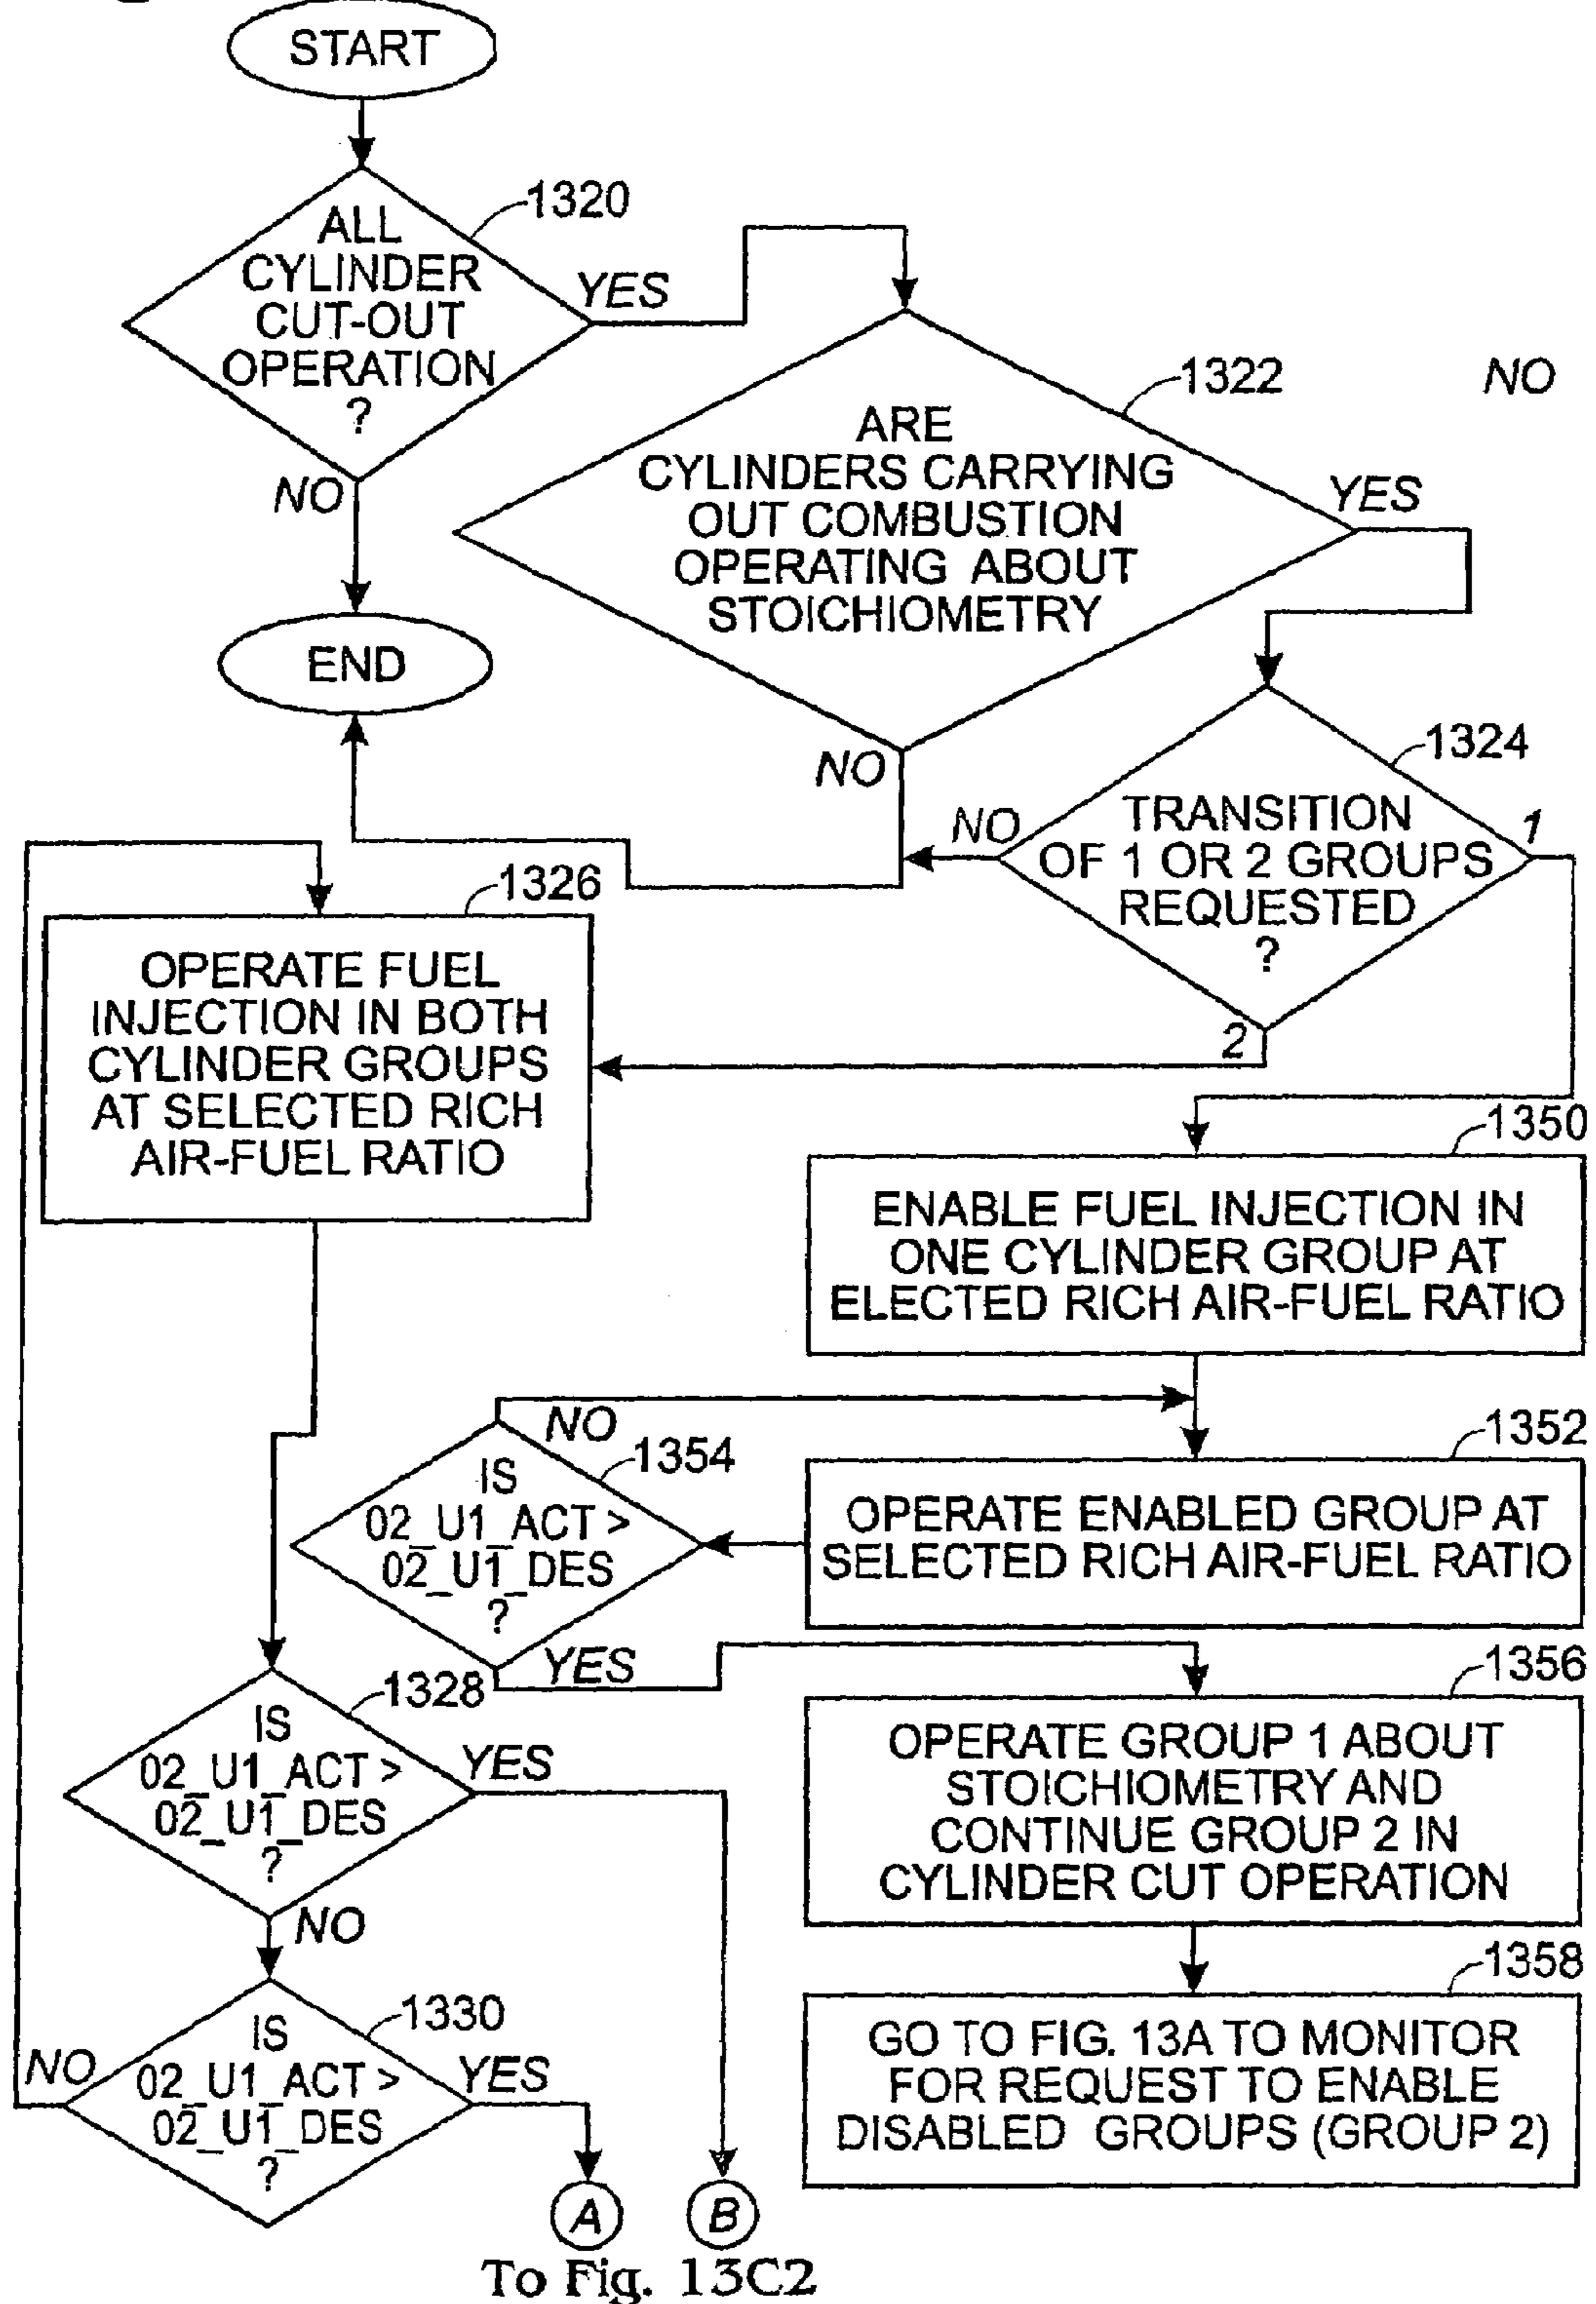 START
1320
ALL
CYLINDER
CUT-OUT
OPERATION
?
YES
NO
1322
NO
ARE
CYLINDERS CARRYING
OUT COMBUSTION
OPERATING ABOUT
STOICHIOMETRY
YES
NO
END
1324
TRANSITION
OF 1 OR 2 GROUPS
REQUESTED
?
NO
1
2
1326
OPERATE FUEL
INJECTION IN BOTH
CYLINDER GROUPS
AT SELECTED RICH
AIR-FUEL RATIO
1350
ENABLE FUEL INJECTION IN
ONE CYLINDER GROUP AT
ELECTED RICH AIR-FUEL RATIO
1352
OPERATE ENABLED GROUP AT
SELECTED RICH AIR-FUEL RATIO
NO
1354
IS
02_U1_ACT >
02_U1_DES
?
YES
1356
OPERATE GROUP 1 ABOUT
STOICHIOMETRY AND
CONTINUE GROUP 2 IN
CYLINDER CUT OPERATION
1328
IS
02_U1_ACT >
02_U1_DES
?
YES
NO
1358
GO TO FIG. 13A TO MONITOR
FOR REQUEST TO ENABLE
DISABLED GROUPS (GROUP 2)
1330
IS
02_U1_ACT >
02_U1_DES
?
NO
YES
A
B
To Fig. 13C2